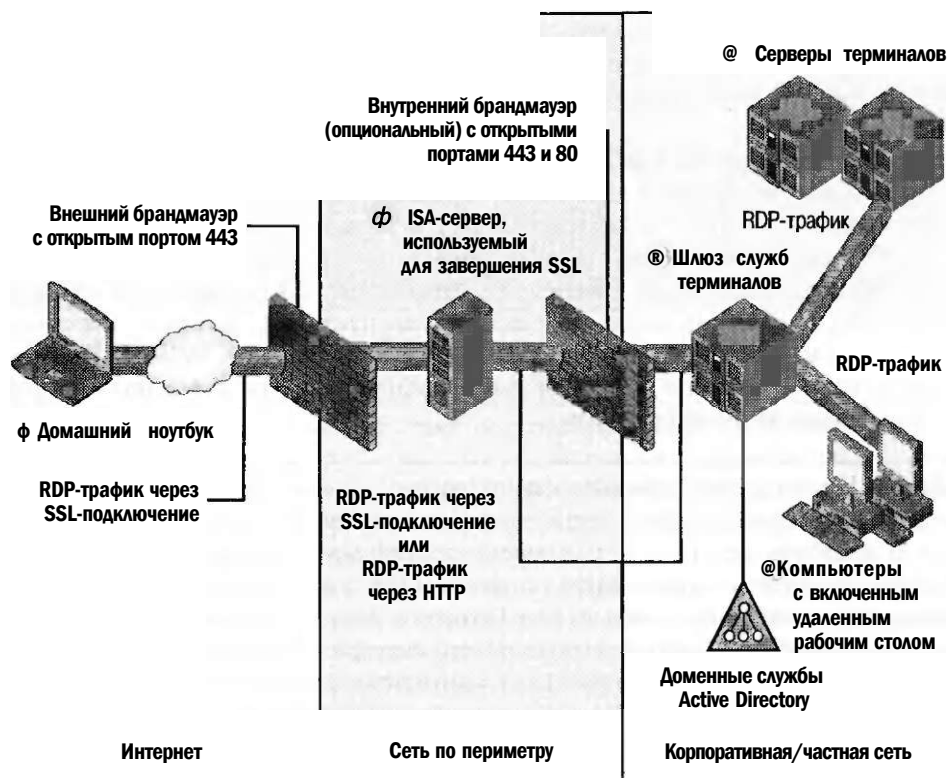 @ Серверы терминалов
Внутренний брандмауэр
(опциональный) с открытыми
портами 443 и 80
RDP-трафик
Внешний брандмауэр
с открытым портом 443
ф ISA-сервер,
используемый
для завершения SSL
®Шлюз служб
терминалов
RDP-трафик
ф Домашний ноутбук
RDP-трафик через
SSL-подключение
RDP-трафик через
SSL-подключение
или
RDP-трафик
через HTTP
@Компьютеры
с включенным
удаленным
рабочим столом
Доменные службы
Active Directory
Интернет
Сеть по периметру
Корпоративная/частная сеть